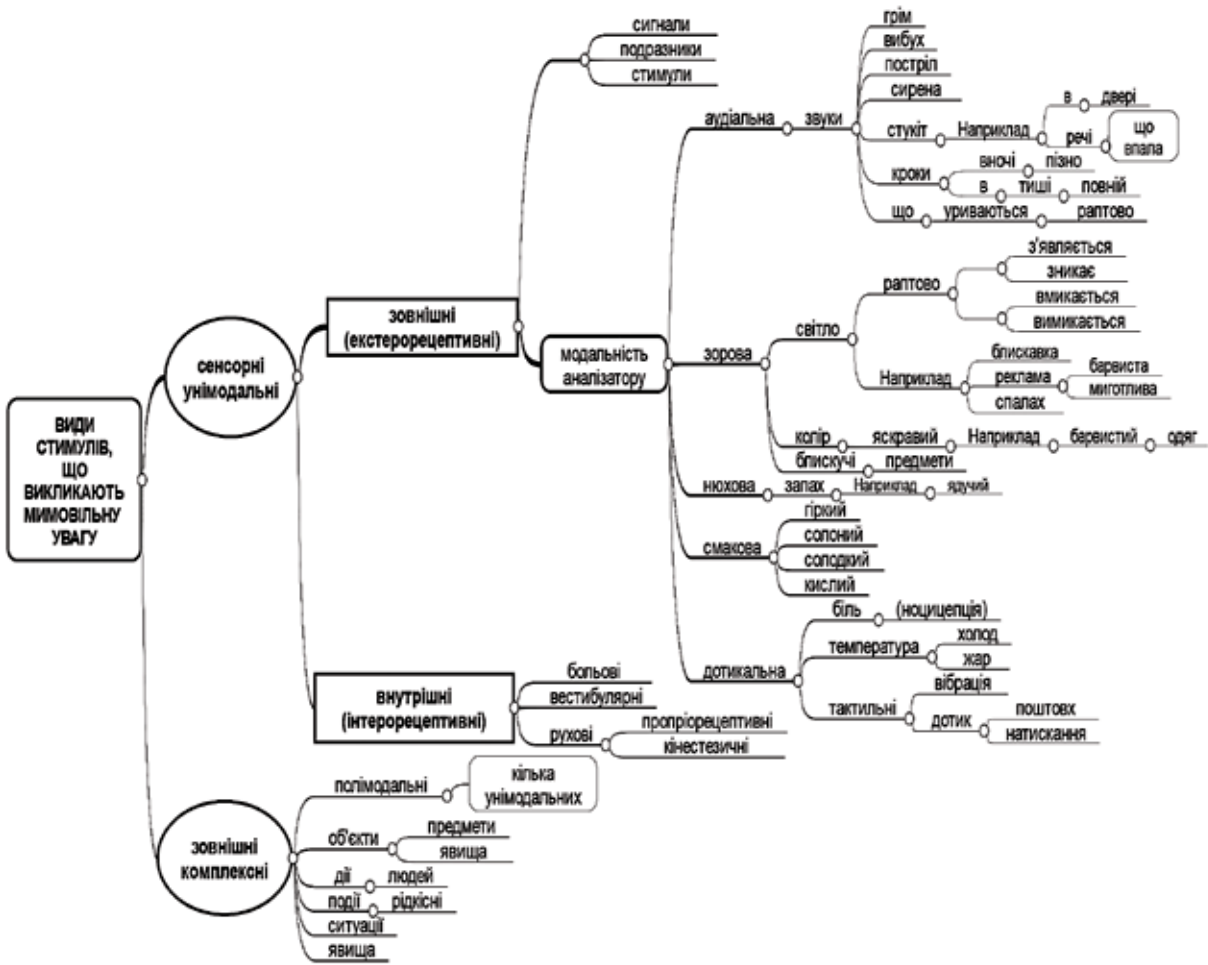 ВИДИ
СТИМУЛІВ,
ЩО
ВИКЛИКАЮТЬ
МИМОВІЛЬНУ
УВАГУ
сенсорні
унімодальні
зовнішні
(екстерорецептивні)
сигнали
подразники
стимули
модальність
аналізатору
аудіальна
звуки
грім
вибух
постріл
сирена
стукіт
Наприклад
в
двері
речі
що
впала
кроки
вночі
пізно
в
тиші
повній
що
уриваються
раптово
зорова
світло
раптово
з'являється
зникає
вмикається
вимикається
Наприклад
блискавка
реклама
барвиста
миготлива
спалах
колір
яскравий
Наприклад
барвистий
одяг
блискучі
предмети
нюхова
запах
Наприклад
ядучий
смакова
гіркий
солоний
солодкий
кислий
дотикальна
біль
(ноцицепція)
температура
холод
жар
тактильні
вібрація
дотик
поштовх
натискання
внутрішні
(інтерорецептивні)
больові
вестибулярні
рухові
пропріорецептивні
кінестезичні
зовнішні
комплексні
полімодальні
кілька
унімодальних
об'єкти
предмети
явища
дії
людей
події
рідкісні
ситуації
явища